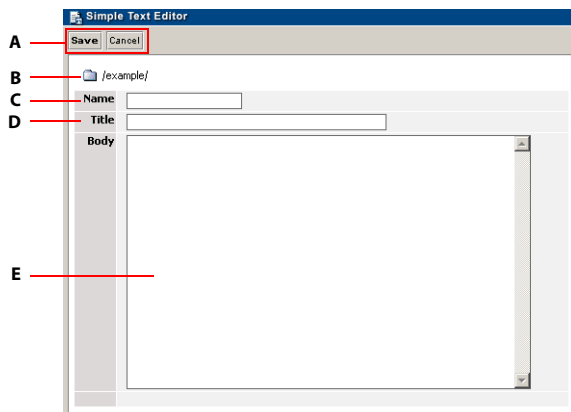 Simple Text Editor
A Save Cancel
B /example/
C Name
D Title
Body
E